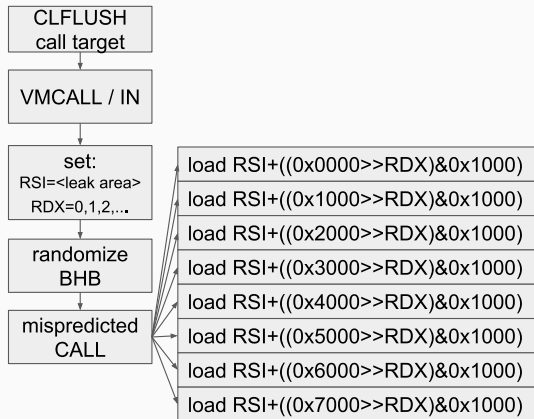 CLFLUSH
call target
VMCALL / IN
set:
RSI=<leak area>
RDX=0,1,2,...
randomize
BHB
mispredicted
CALL
load RSI+((0x0000>>RDX)&0x1000)
load RSI+((0x1000>>RDX)&0x1000)
load RSI+((0x2000>>RDX)&0x1000)
load RSI+((0x3000>>RDX)&0x1000)
load RSI+((0x4000>>RDX)&0x1000)
load RSI+((0x5000>>RDX)&0x1000)
load RSI+((0x6000>>RDX)&0x1000)
load RSI+((0x7000>>RDX)&0x1000)